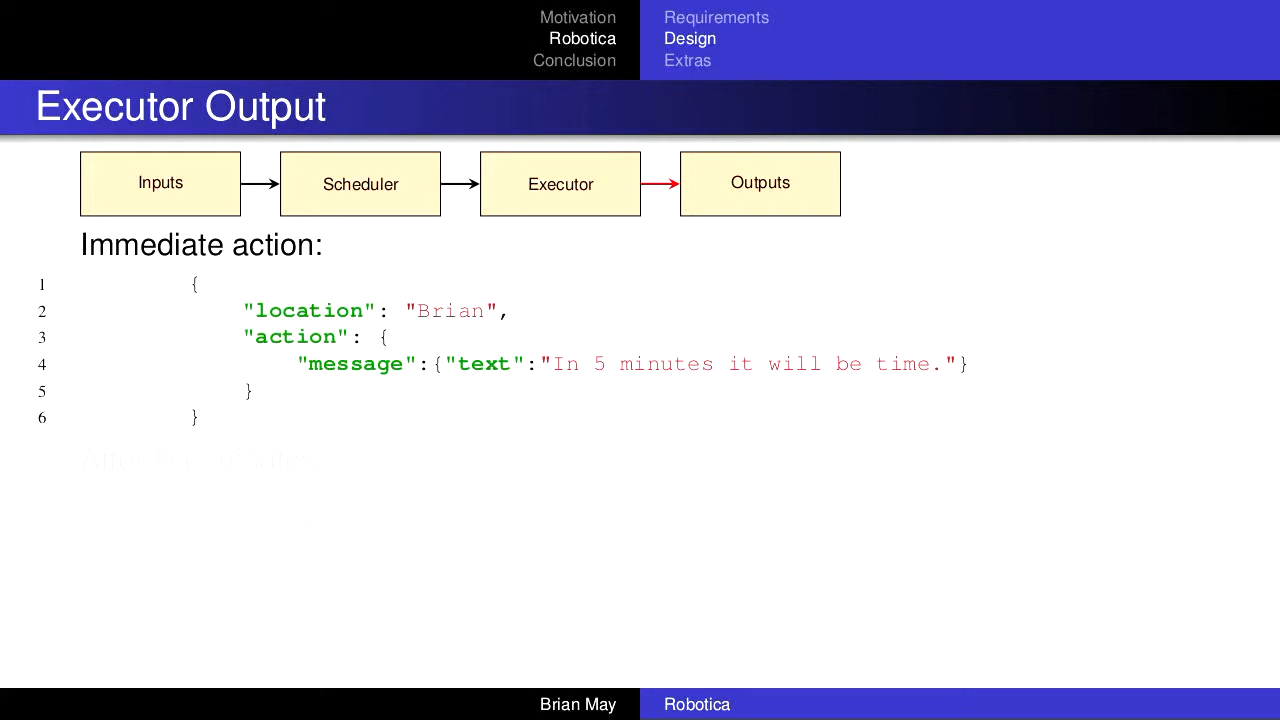 Motivation
Robotica
Conclusion
Requirements
Design
Extras
Executor Output
Inputs
Scheduler
Executor
Outputs
Immediate action:
1 {
2 "location": "Brian",
3 "action": {
4 "message":{"text":"In 5 minutes it will be time."}
5 }
6 }
Brian May
Robotica